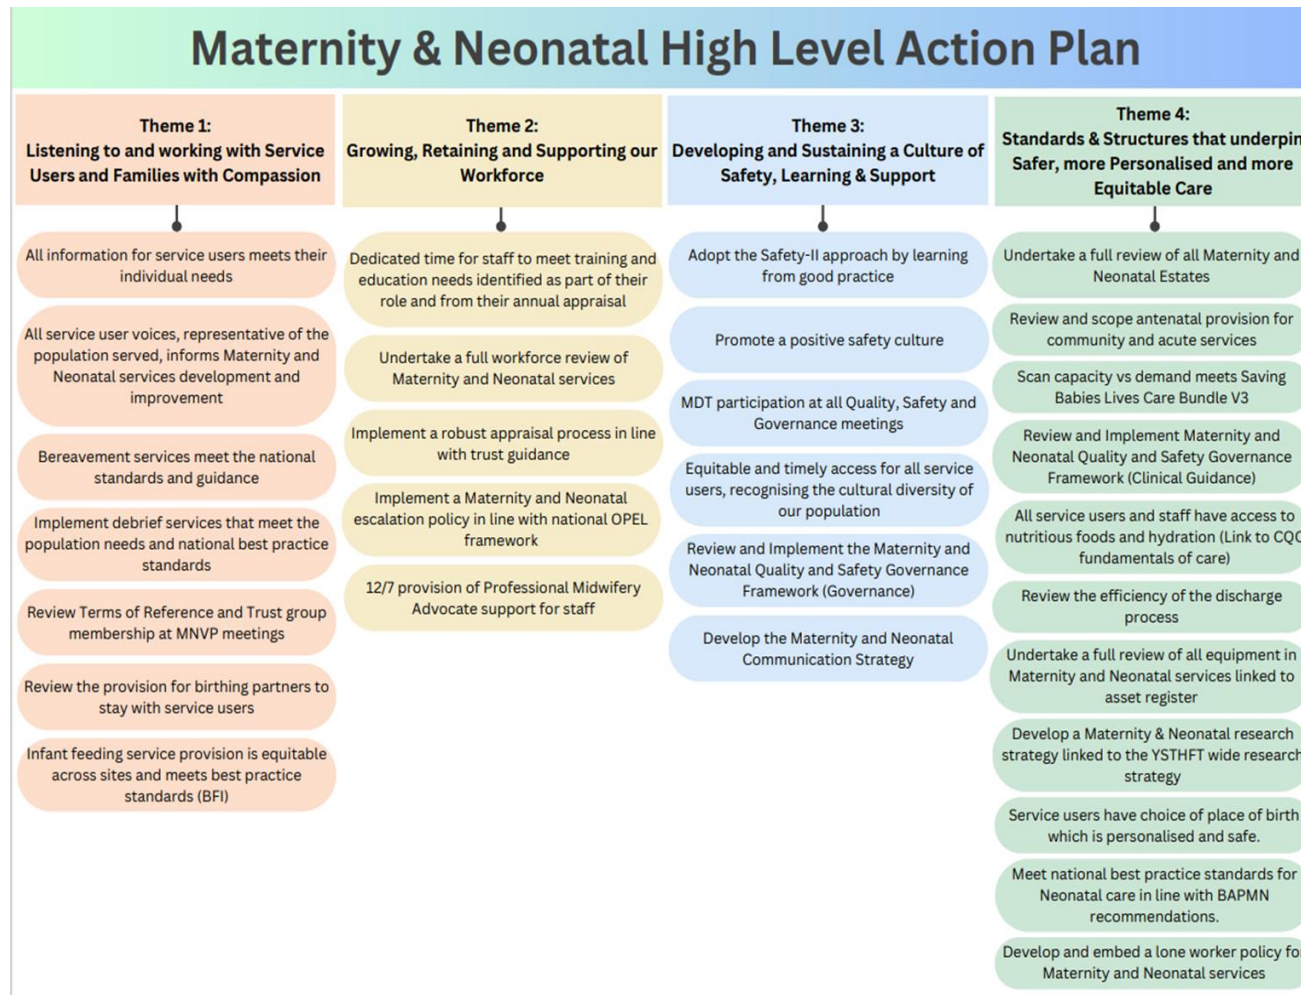 Maternity & Neonatal High Level Action Plan
Theme 1:
Listening to and working with Service
Users and Families with Compassion
All information for service users meets their
individual needs
All service user voices, representative of the
population served, informs Maternity and
Neonatal services development and
improvement
Bereavement services meet the national
standards and guidance
Implement debrief services that meet the
population needs and national best practice
standards
Review Terms of Reference and Trust group
membership at MNVP meetings
Review the provision for birthing partners to
stay with service users
Infant feeding service provision is equitable
across sites and meets best practice
standards (BFI)
Theme 2:
Growing, Retaining and Supporting our
Workforce
Dedicated time for staff to meet training and
education needs identified as part of their
role and from their annual appraisal
Undertake a full workforce review of
Maternity and Neonatal services
Implement a robust appraisal process in line
with trust guidance
Implement a Maternity and Neonatal
escalation policy in line with national OPEL
framework
12/7 provision of Professional Midwifery
Advocate support for staff
Theme 3:
Developing and Sustaining a Culture of
Safety, Learning & Support
Adopt the Safety-II approach by learning
from good practice
Promote a positive safety culture
MDT participation at all Quality, Safety and
Governance meetings
Equitable and timely access for all service
users, recognising the cultural diversity of
our population
Review and Implement the Maternity and
Neonatal Quality and Safety Governance
Framework (Governance)
Develop the Maternity and Neonatal
Communication Strategy
Theme 4:
Standards & Structures that underpin
Safer, more Personalised and more
Equitable Care
Undertake a full review of all Maternity and
Neonatal Estates
Review and scope antenatal provision for
community and acute services
Scan capacity vs demand meets Saving
Babies Lives Care Bundle V3
Review and Implement Maternity and
Neonatal Quality and Safety Governance
Framework (Clinical Guidance)
All service users and staff have access to
nutritious foods and hydration (Link to CQC
fundamentals of care)
Review the efficiency of the discharge
process
Undertake a full review of all equipment in
Maternity and Neonatal services linked to
asset register
Develop a Maternity & Neonatal research
strategy linked to the YSTHFT wide research
strategy
Service users have choice of place of birth
which is personalised and safe.
Meet national best practice standards for
Neonatal care in line with BAPMN
recommendations.
Develop and embed a lone worker policy for
Maternity and Neonatal services